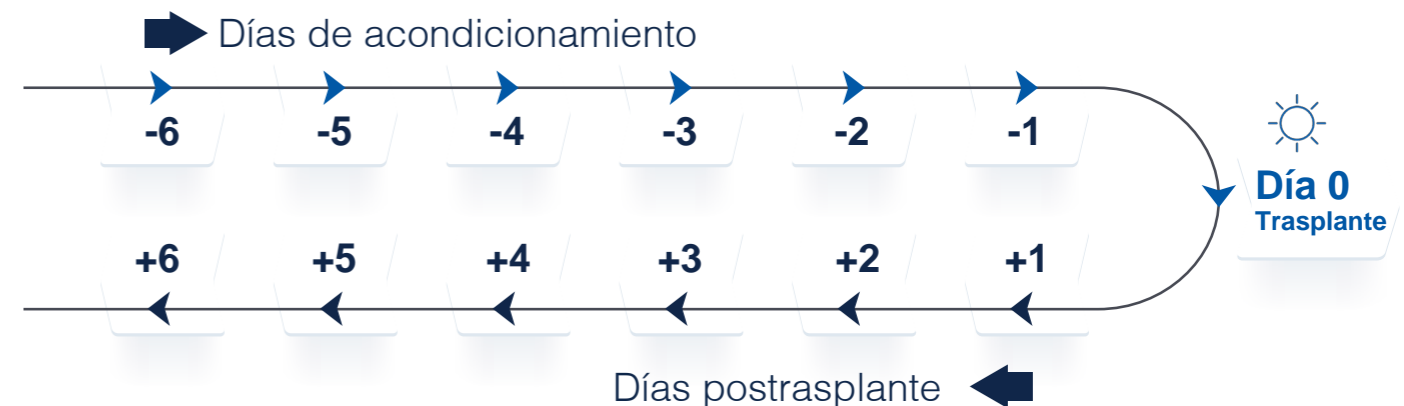 Días de acondicionamiento
-6 -5 -4 -3 -2 -1
Día 0
Trasplante
+6 +5 +4 +3 +2 +1
Días postrasplante